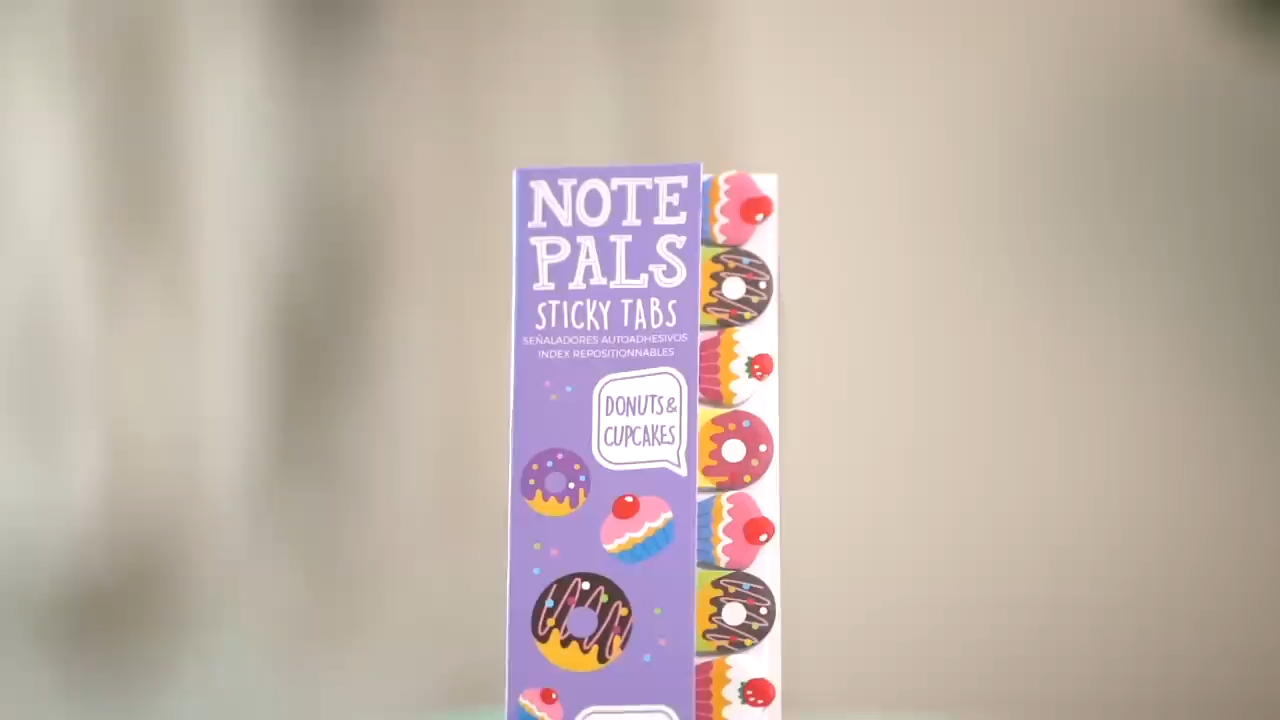 NOTE
PALS
STICKY TABS
SEÑALADORES AUTOADHESIVOS
INDEX REPOSITIONNABLES
DONUTS &
CUPCAKES